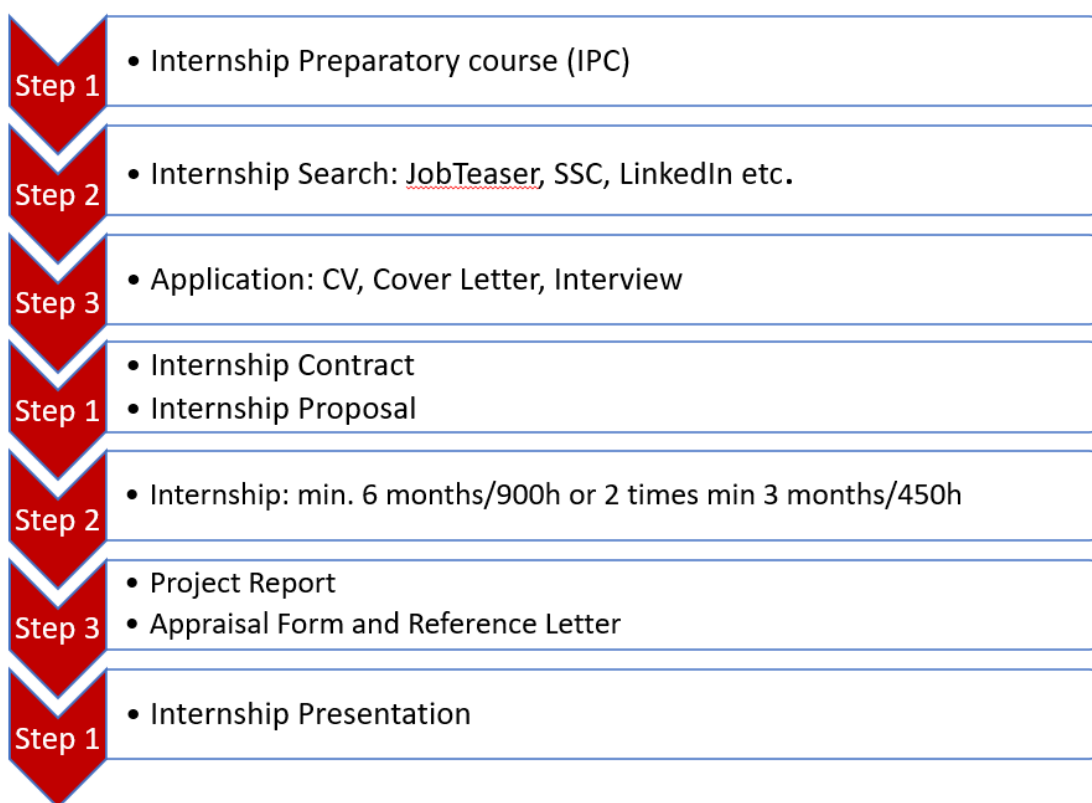 Step 1
• Internship Preparatory course (IPC)
Step 2
• Internship Search: JobTeaser, SSC, LinkedIn etc.
Step 3
• Application: CV, Cover Letter, Interview
Step 1
• Internship Contract
• Internship Proposal
Step 2
• Internship: min. 6 months/900h or 2 times min 3 months/450h
Step 3
• Project Report
• Appraisal Form and Reference Letter
Step 1
• Internship Presentation